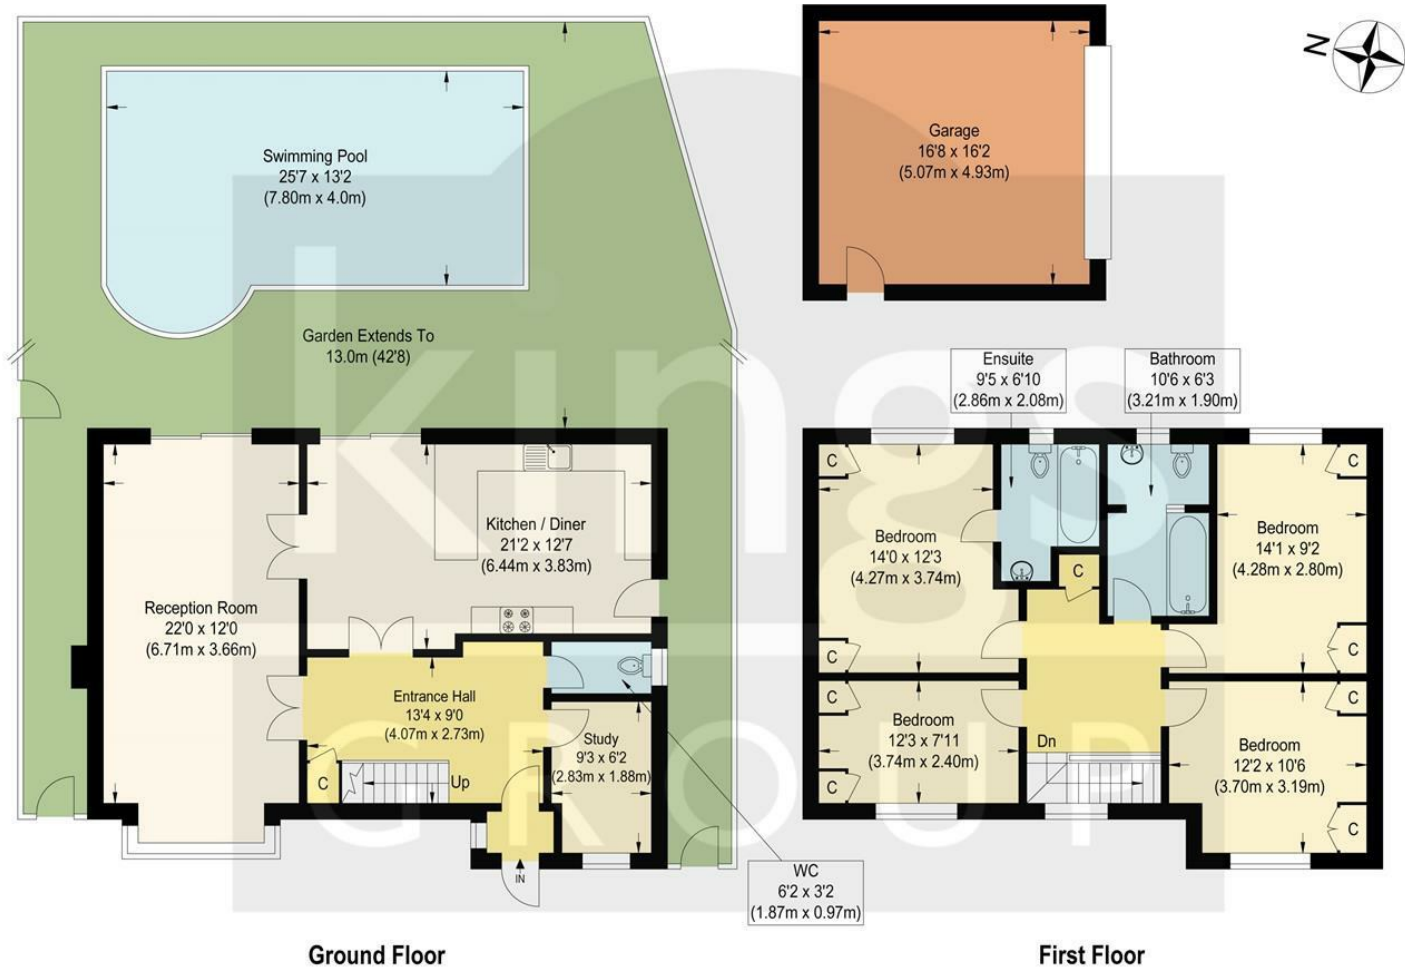 N
Swimming Pool
25'7 x 13'2
(7.80m x 4.0m)
Garden Extends To
13.0m (42'8)
Garage
16'8 x 16'2
(5.07m x 4.93m)
Reception Room
22'0 x 12'0
(6.71m x 3.66m)
Kitchen / Diner
21'2 x 12'7
(6.44m x 3.83m)
Entrance Hall
13'4 x 9'0
(4.07m x 2.73m)
C
Up
Study
9'3 x 6'2
(2.83m x 1.88m)
IN
WC
6'2 x 3'2
(1.87m x 0.97m)
Ground Floor
Ensuite
9'5 x 6'10
(2.86m x 2.08m)
Bathroom
10'6 x 6'3
(3.21m x 1.90m)
C
Bedroom
14'0 x 12'3
(4.27m x 3.74m)
C
C
C
Bedroom
14'1 x 9'2
(4.28m x 2.80m)
C
C
Bedroom
12'3 x 7'11
(3.74m x 2.40m)
C
Dn
C
Bedroom
12'2 x 10'6
(3.70m x 3.19m)
C
First Floor
kings
GROUP